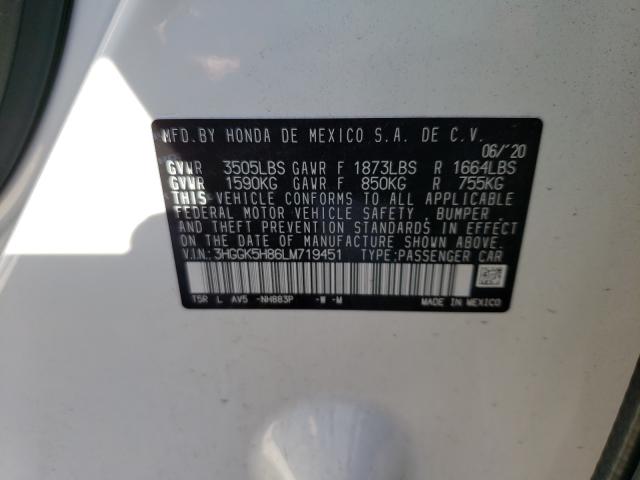 MFD.BY HONDA DE MEXICO S.A. DE C.V.
06/'20
GVWR 3505LBS GAWR F 1873LBS R 1664LBS
GVWR 1590KG GAWR F 850KG R 755KG
THIS VEHICLE CONFORMS TO ALL APPLICABLE
FEDERAL MOTOR VEHICLE SAFETY, BUMPER,
AND THEFT PREVENTION STANDARDS IN EFFECT
ON THE DATE OF MANUFACTURE SHOWN ABOVE.
V.I.N.: 3HGGK5H86LM719451 TYPE:PASSENGER CAR
T5R L AV5 -NH883P -W -M MADE IN MEXICO